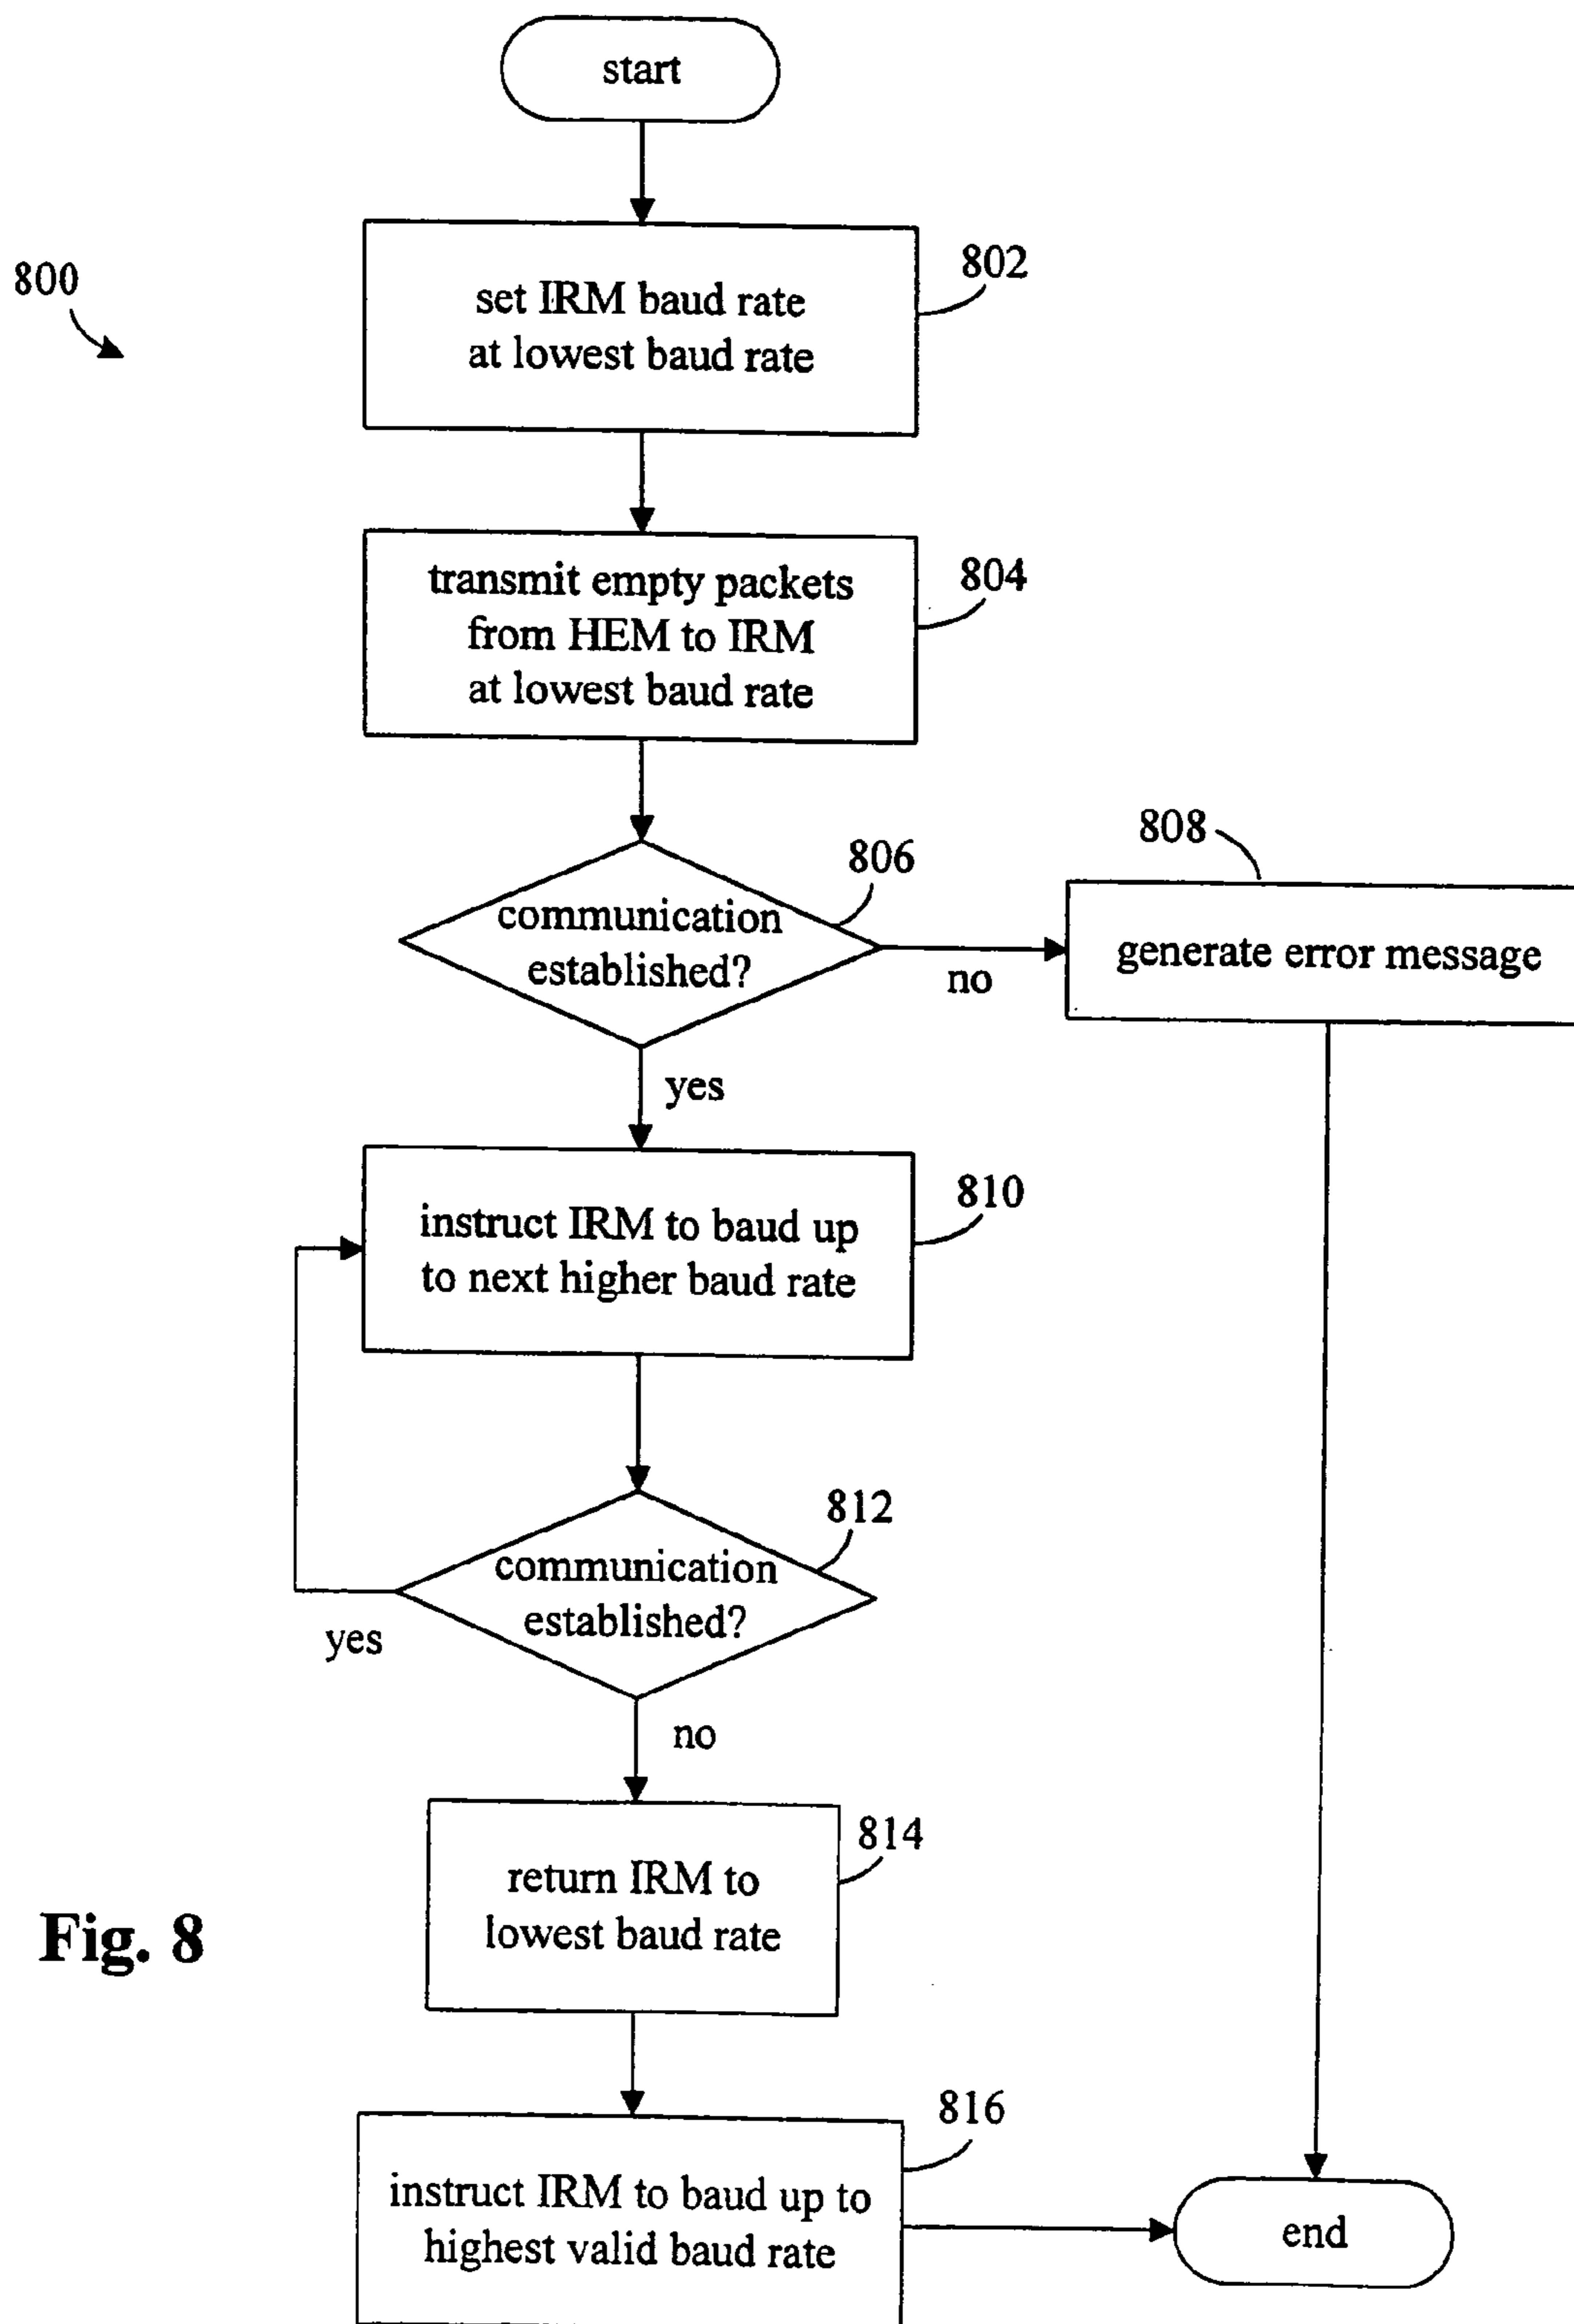 start
800
802
set IRM baud rate
at lowest baud rate
804
transmit empty packets
from HEM to IRM
at lowest baud rate
806
communication
established?
no
808
generate error message
yes
810
instruct IRM to baud up
to next higher baud rate
812
communication
established?
yes
no
814
return IRM to
lowest baud rate
Fig. 8
816
instruct IRM to baud up to
highest valid baud rate
end